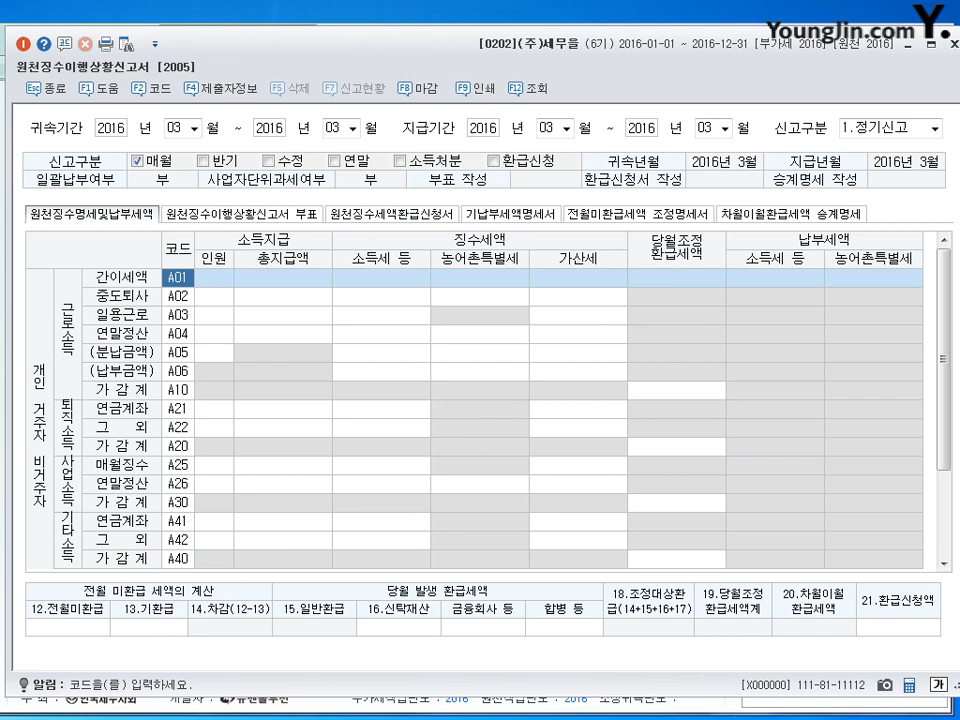 YoungJin.com Y.
[0202](주)세무을 (6기) 2016-01-01 ~ 2016-12-31 [부가세 2016] [원천 2016]
원천징수이행상황신고서 [2005]
Esc 종료 F1 도움 F2 코드 F4 제출자정보 F5 삭제 F7 신고현황 F8 마감 F9 인쇄 F12 조회
귀속기간 2016 년 03 월 ~ 2016 년 03 월 지급기간 2016 년 03 월 ~ 2016 년 03 월 신고구분 1.정기신고
신고구분 매월 반기 수정 연말 소득처분 환급신청 귀속년월 2016년 3월 지급년월 2016년 3월
일괄납부여부 부 사업자단위과세여부 부 부표 작성 환급신청서 작성 승계명세 작성
원천징수명세및납부세액 원천징수이행상황신고서 부표 원천징수세액환급신청서 기납부세액명세서 전월미환급세액 조정명세서 차월이월환급세액 승계명세
코드 소득지급 징수세액 당월조정 환급세액 납부세액
인원 총지급액 소득세 등 농어촌특별세 가산세 소득세 등 농어촌특별세
개인 거주자 비거주자
근로소득
간이세액 A01
중도퇴사 A02
일용근로 A03
연말정산 A04
(분납금액) A05
(납부금액) A06
가 감 계 A10
퇴직소득
연금계좌 A21
그 외 A22
가 감 계 A20
사업소득
매월징수 A25
연말정산 A26
가 감 계 A30
기타소득
연금계좌 A41
그 외 A42
가 감 계 A40
전월 미환급 세액의 계산 당월 발생 환급세액 18.조정대상환급(14+15+16+17) 19.당월조정 환급세액계 20.차월이월 환급세액 21.환급신청액
12.전월미환급 13.기환급 14.차감(12-13) 15.일반환급 16.신탁재산 금융회사 등 합병 등
알림 : 코드을(를) 입력하세요. [X000000] 111-81-11112 가